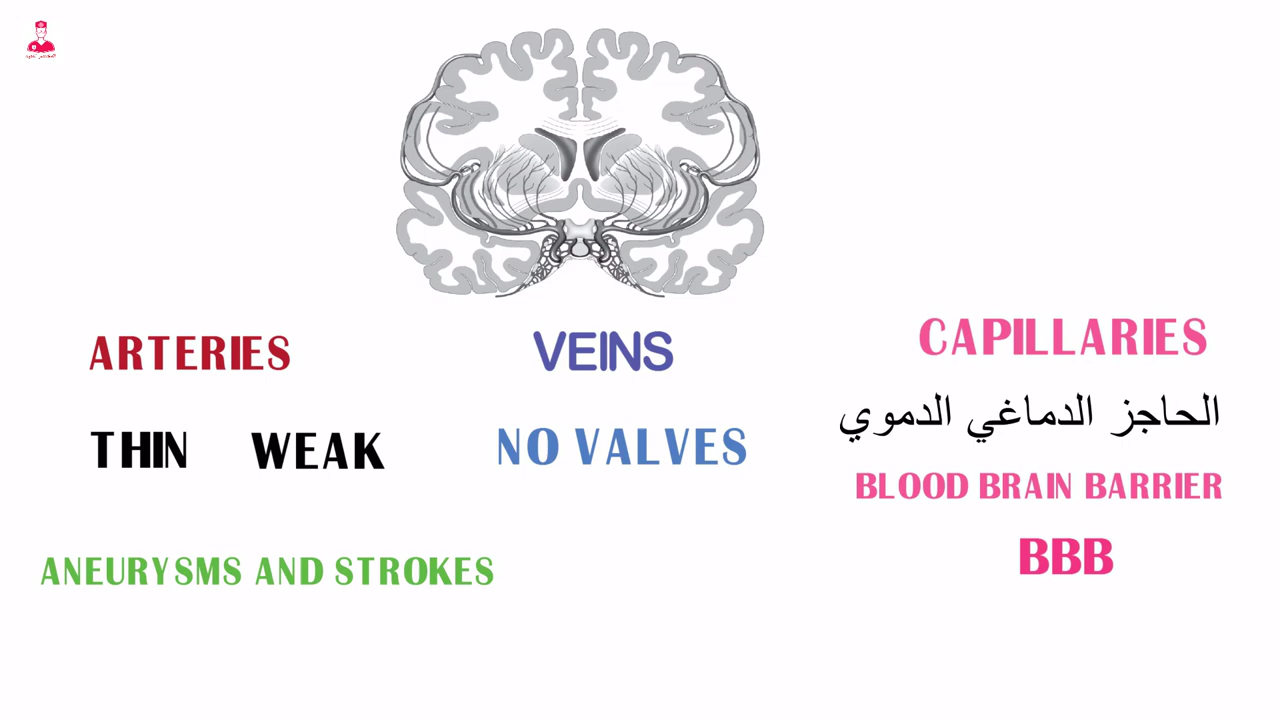 ARTERIES
THIN WEAK
ANEURYSMS AND STROKES
VEINS
NO VALVES
CAPILLARIES
الحاجز الدماغي الدموي
BLOOD BRAIN BARRIER
BBB